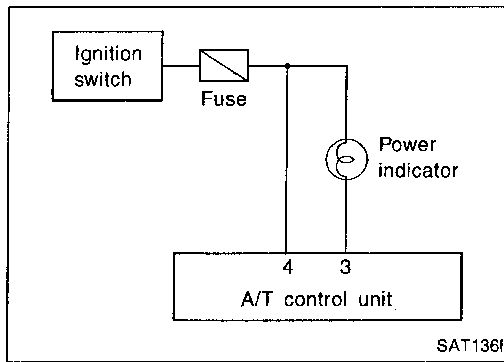 Ignition
switch
Fuse
Power
indicator
4 3
A/T control unit